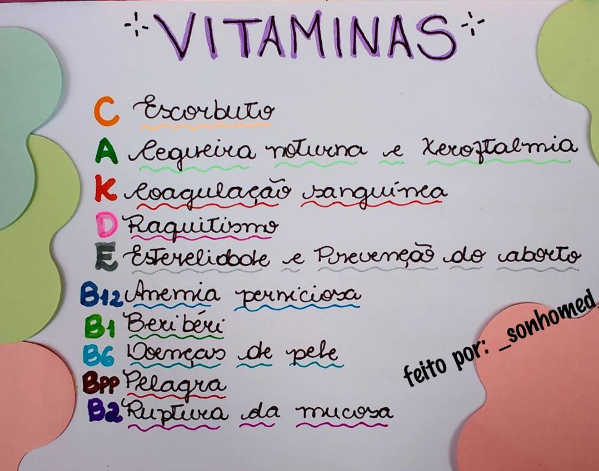 VITAMINAS
C Escorbuto
A Cegueira noturna e Xeroftalmia
K Coagulação sanguínea
D Raquitismo
E Esterelidade e Prevenção do aborto
B12 Anemia perniciosa
B1 Beribéri
B6 Doenças de pele
BPP Pelagra
B2 Ruptura da mucosa
feito por: _sonhomed_